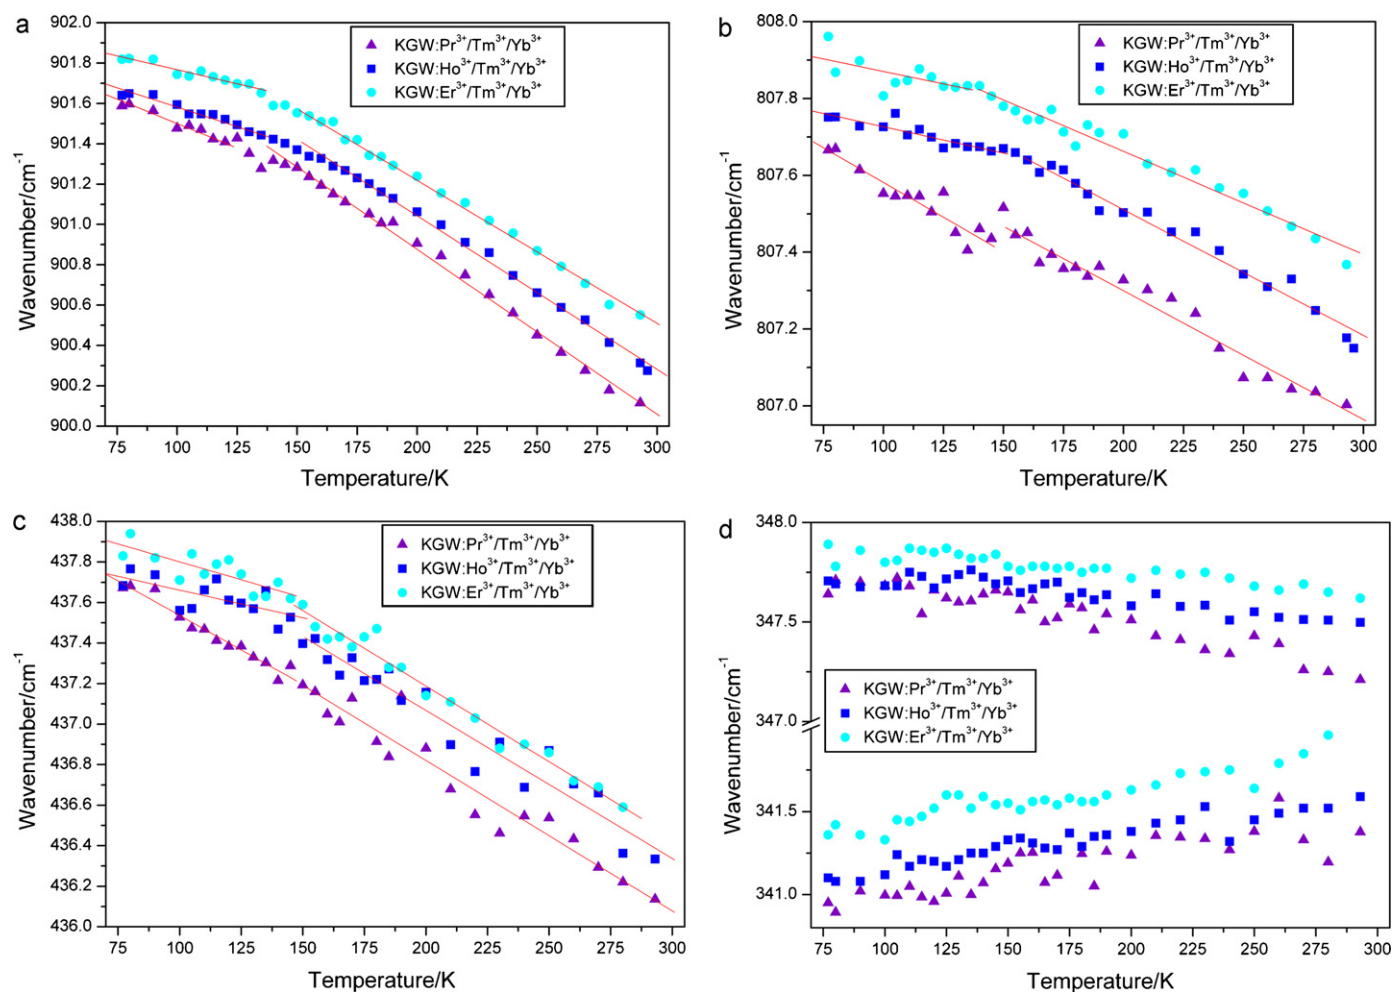 a
902.0
901.8
901.6
901.4
901.2
901.0
900.8
900.6
900.4
900.2
900.0
Wavenumber/cm⁻¹
KGW:Pr³⁺/Tm³⁺/Yb³⁺
KGW:Ho³⁺/Tm³⁺/Yb³⁺
KGW:Er³⁺/Tm³⁺/Yb³⁺
75 100 125 150 175 200 225 250 275 300
Temperature/K
b
808.0
807.8
807.6
807.4
807.2
807.0
Wavenumber/cm⁻¹
KGW:Pr³⁺/Tm³⁺/Yb³⁺
KGW:Ho³⁺/Tm³⁺/Yb³⁺
KGW:Er³⁺/Tm³⁺/Yb³⁺
75 100 125 150 175 200 225 250 275 300
Temperature/K
c
438.0
437.8
437.6
437.4
437.2
437.0
436.8
436.6
436.4
436.2
436.0
Wavenumber/cm⁻¹
KGW:Pr³⁺/Tm³⁺/Yb³⁺
KGW:Ho³⁺/Tm³⁺/Yb³⁺
KGW:Er³⁺/Tm³⁺/Yb³⁺
75 100 125 150 175 200 225 250 275 300
Temperature/K
d
348.0
347.5
347.0
341.5
341.0
Wavenumber/cm⁻¹
KGW:Pr³⁺/Tm³⁺/Yb³⁺
KGW:Ho³⁺/Tm³⁺/Yb³⁺
KGW:Er³⁺/Tm³⁺/Yb³⁺
75 100 125 150 175 200 225 250 275 300
Temperature/K